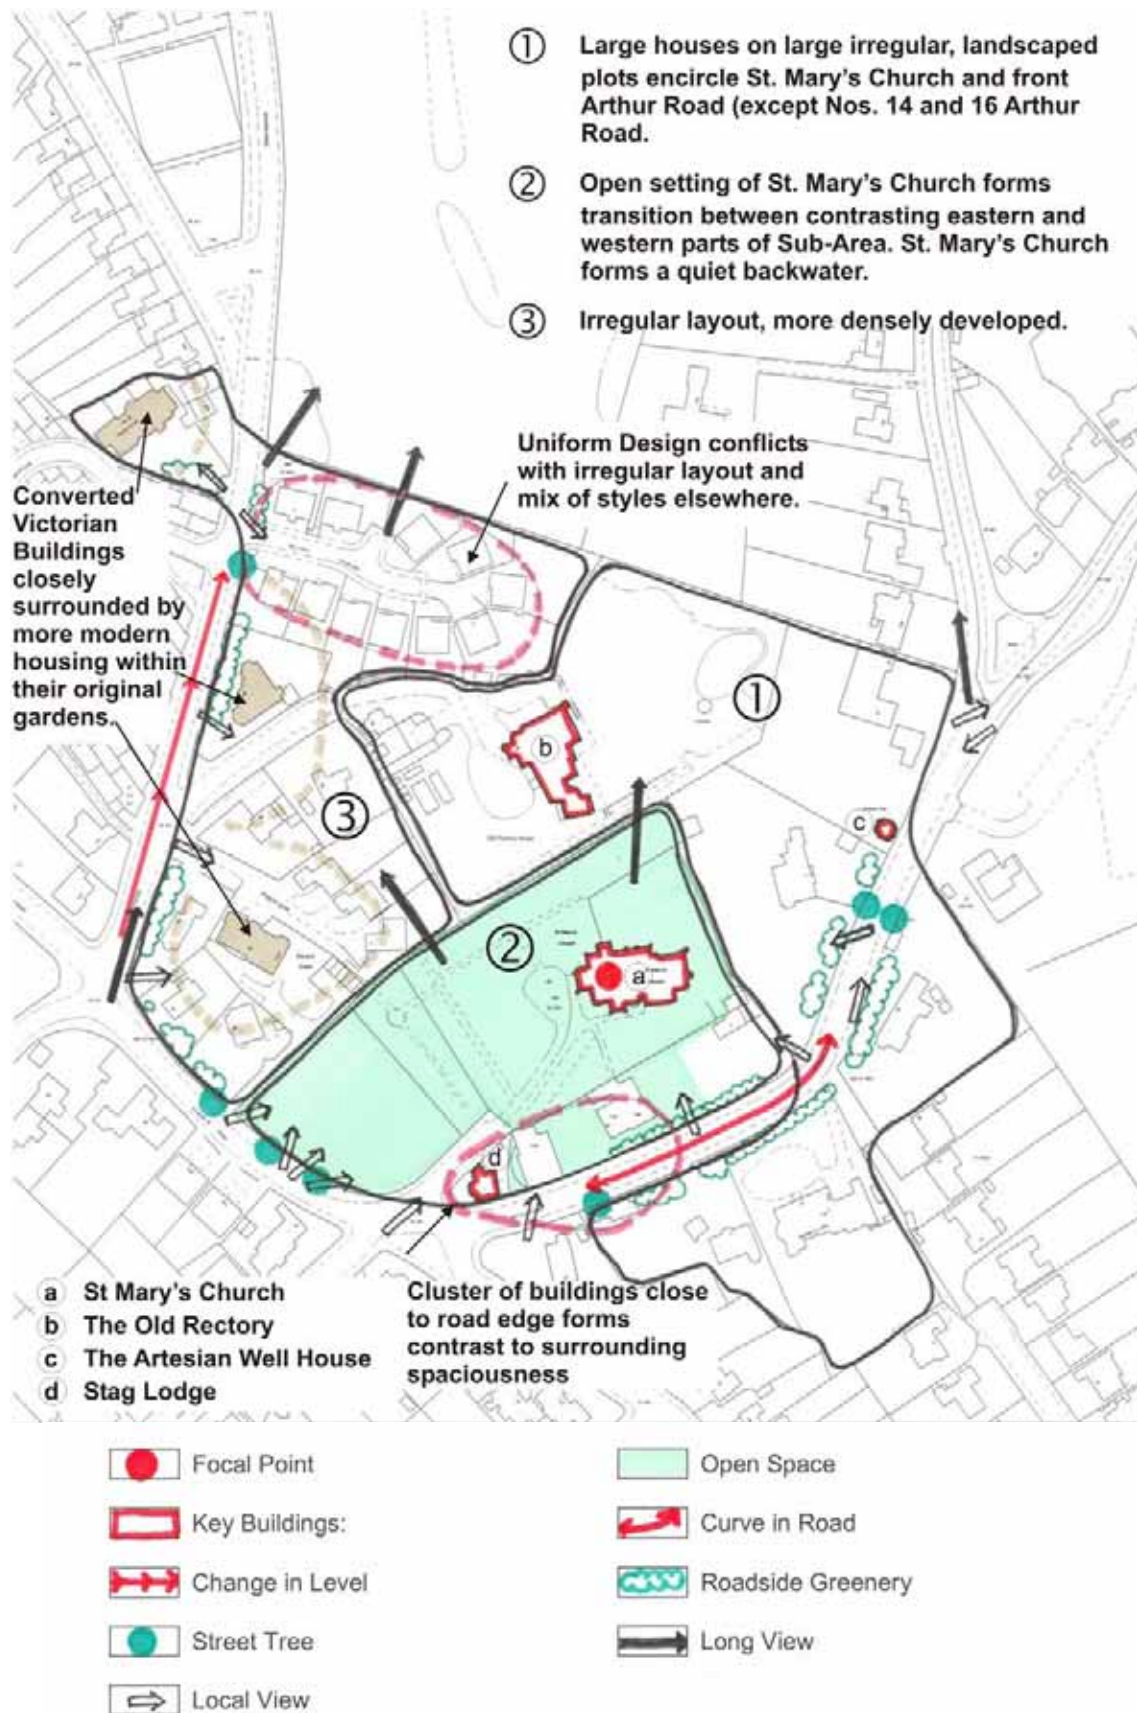 ① Large houses on large irregular, landscaped
plots encircle St. Mary's Church and front
Arthur Road (except Nos. 14 and 16 Arthur
Road.
② Open setting of St. Mary's Church forms
transition between contrasting eastern and
western parts of Sub-Area. St. Mary's Church
forms a quiet backwater.
③ Irregular layout, more densely developed.
Uniform Design conflicts
with irregular layout and
mix of styles elsewhere.
Converted
Victorian
Buildings
closely
surrounded by
more modern
housing within
their original
gardens.
①
b
③
c
②
a
d
a St Mary's Church
b The Old Rectory
c The Artesian Well House
d Stag Lodge
Cluster of buildings close
to road edge forms
contrast to surrounding
spaciousness
Focal Point
Key Buildings:
Change in Level
Street Tree
Local View
Open Space
Curve in Road
Roadside Greenery
Long View